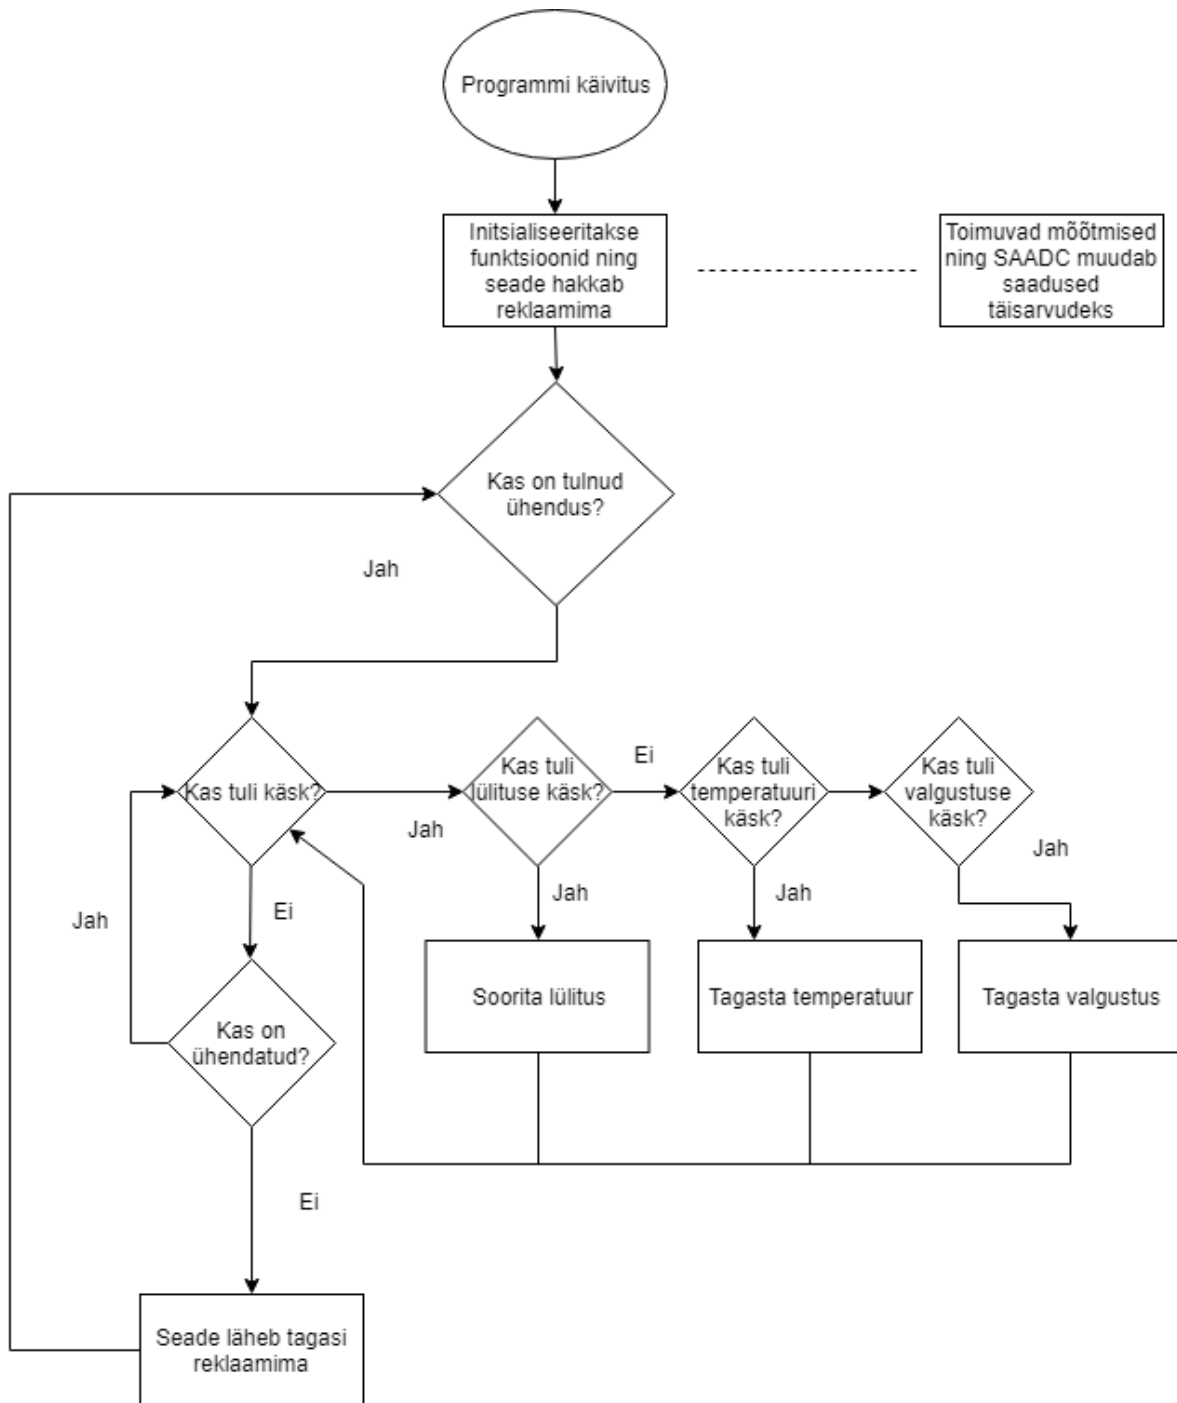 Programmi käivitus
Initsialiseeritakse
funktsioonid ning
seade hakkab
reklaamima
Toimuvad mõõtmised
ning SAADC muudab
saadused
täisarvudeks
Kas on tulnud
ühendus?
Jah
Kas tuli käsk?
Jah
Kas tuli
lülituse käsk?
Ei
Kas tuli
temperatuuri
käsk?
Kas tuli
valgustuse
käsk?
Jah
Ei
Jah
Jah
Jah
Soorita lülitus
Tagasta temperatuur
Tagasta valgustus
Kas on
ühendatud?
Ei
Seade läheb tagasi
reklaamima